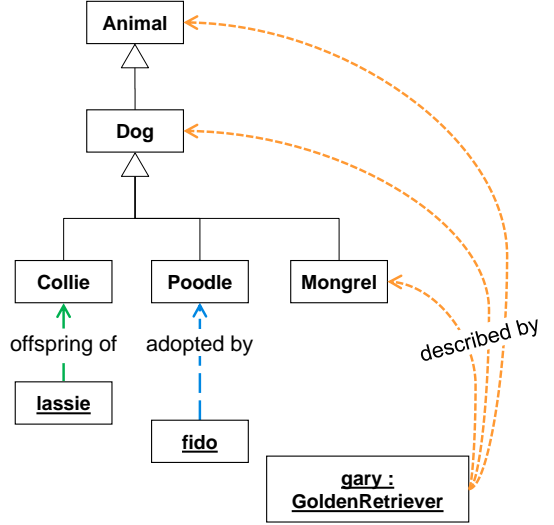 Animal
Dog
Collie
Poodle
Mongrel
offspring of
adopted by
described by
lassie
fido
gary :
GoldenRetriever